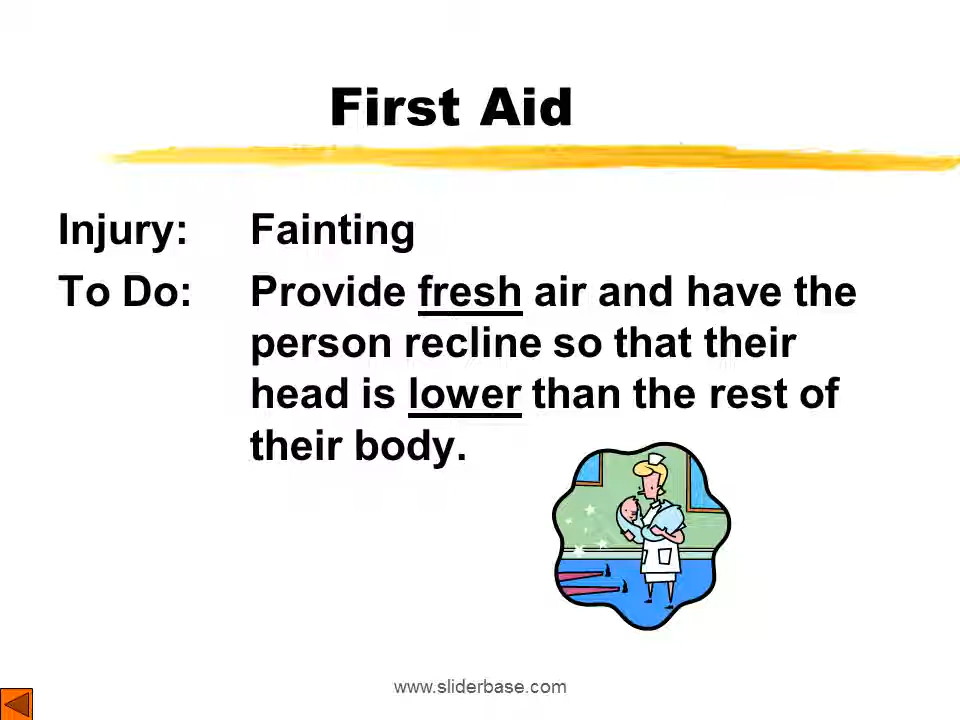 First Aid
Injury: Fainting
To Do: Provide fresh air and have the
person recline so that their
head is lower than the rest of
their body.
www.sliderbase.com